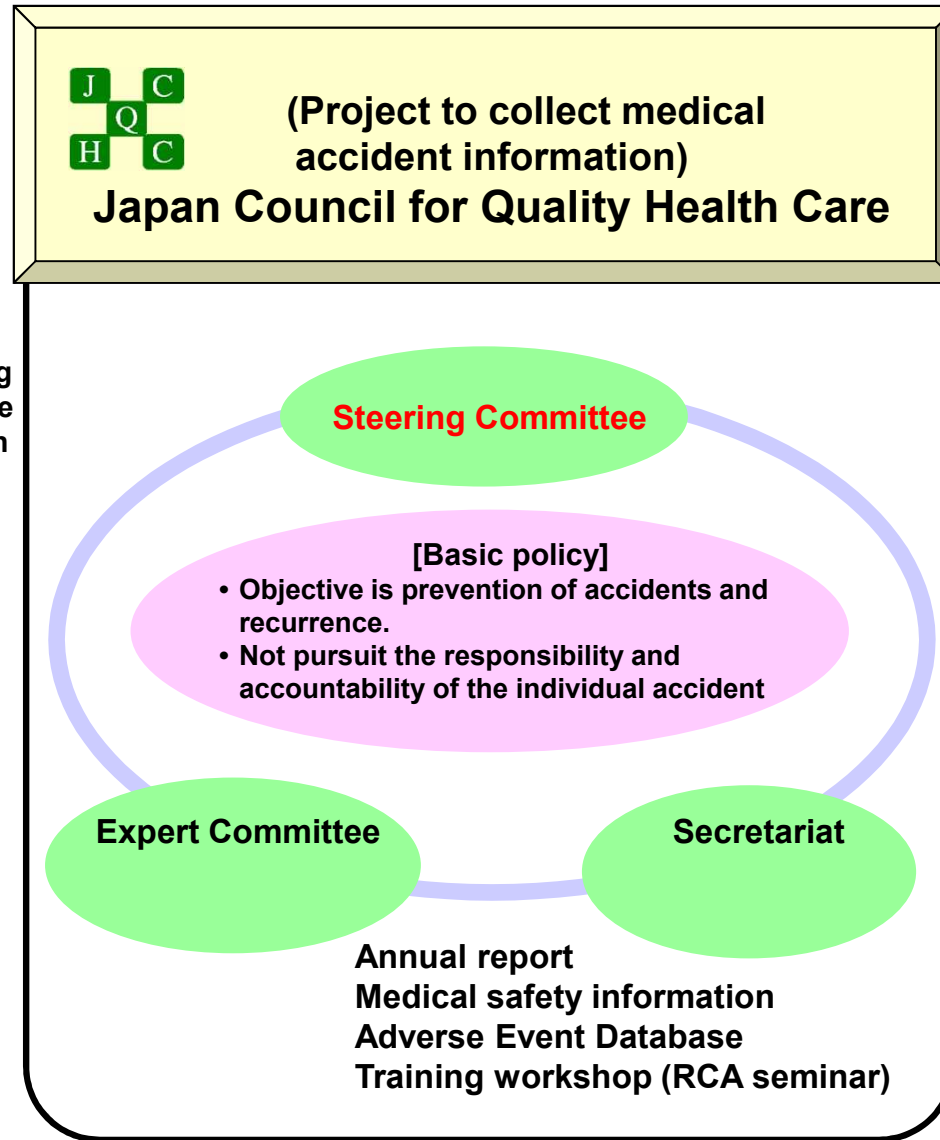 J C
Q
H C
(Project to collect medical
accident information)
Japan Council for Quality Health Care
g
e
n
Steering Committee
[Basic policy]
• Objective is prevention of accidents and
recurrence.
• Not pursuit the responsibility and
accountability of the individual accident
Expert Committee
Secretariat
Annual report
Medical safety information
Adverse Event Database
Training workshop (RCA seminar)